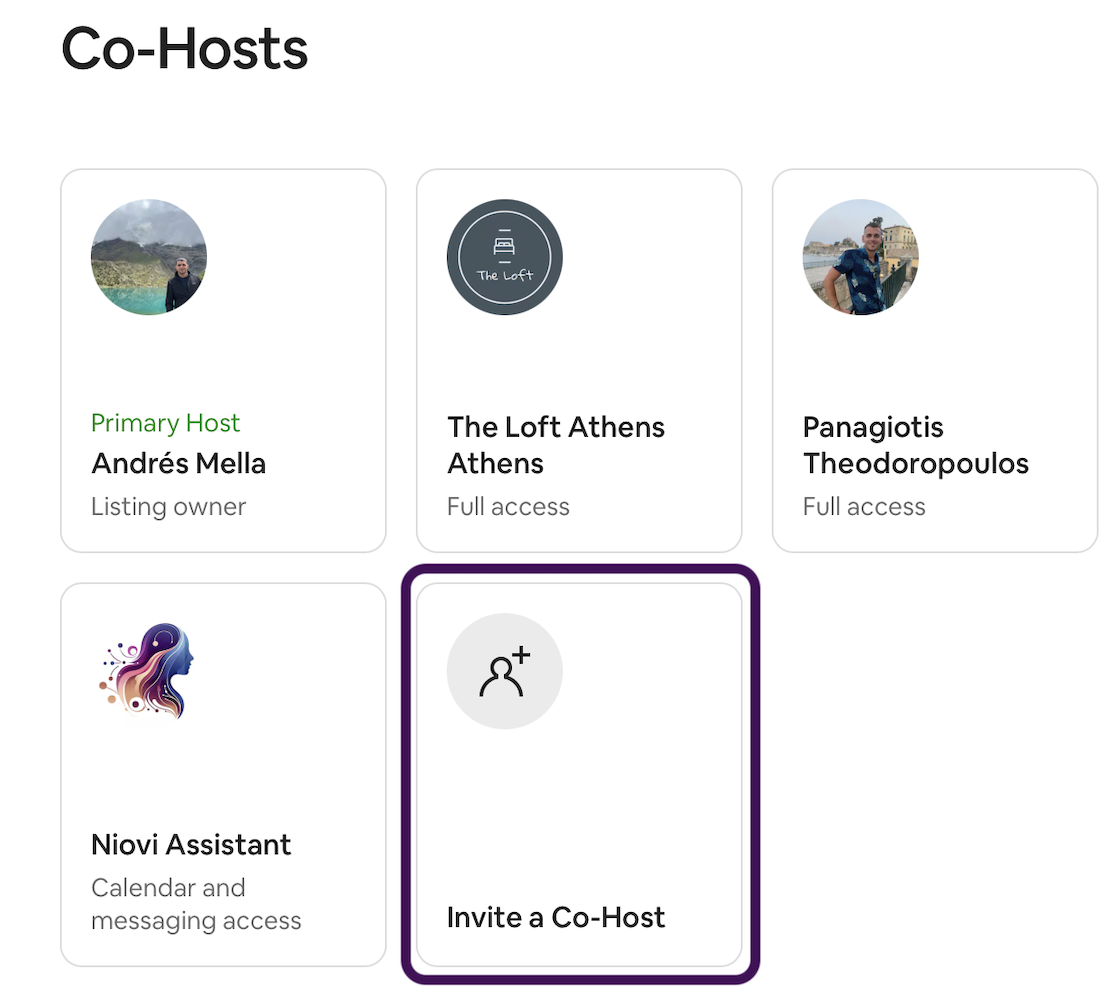 Co-Hosts
The Loft
Primary Host
Andrés Mella
Listing owner
The Loft Athens
Athens
Full access
Panagiotis
Theodoropoulos
Full access
Niovi Assistant
Calendar and
messaging access
Invite a Co-Host